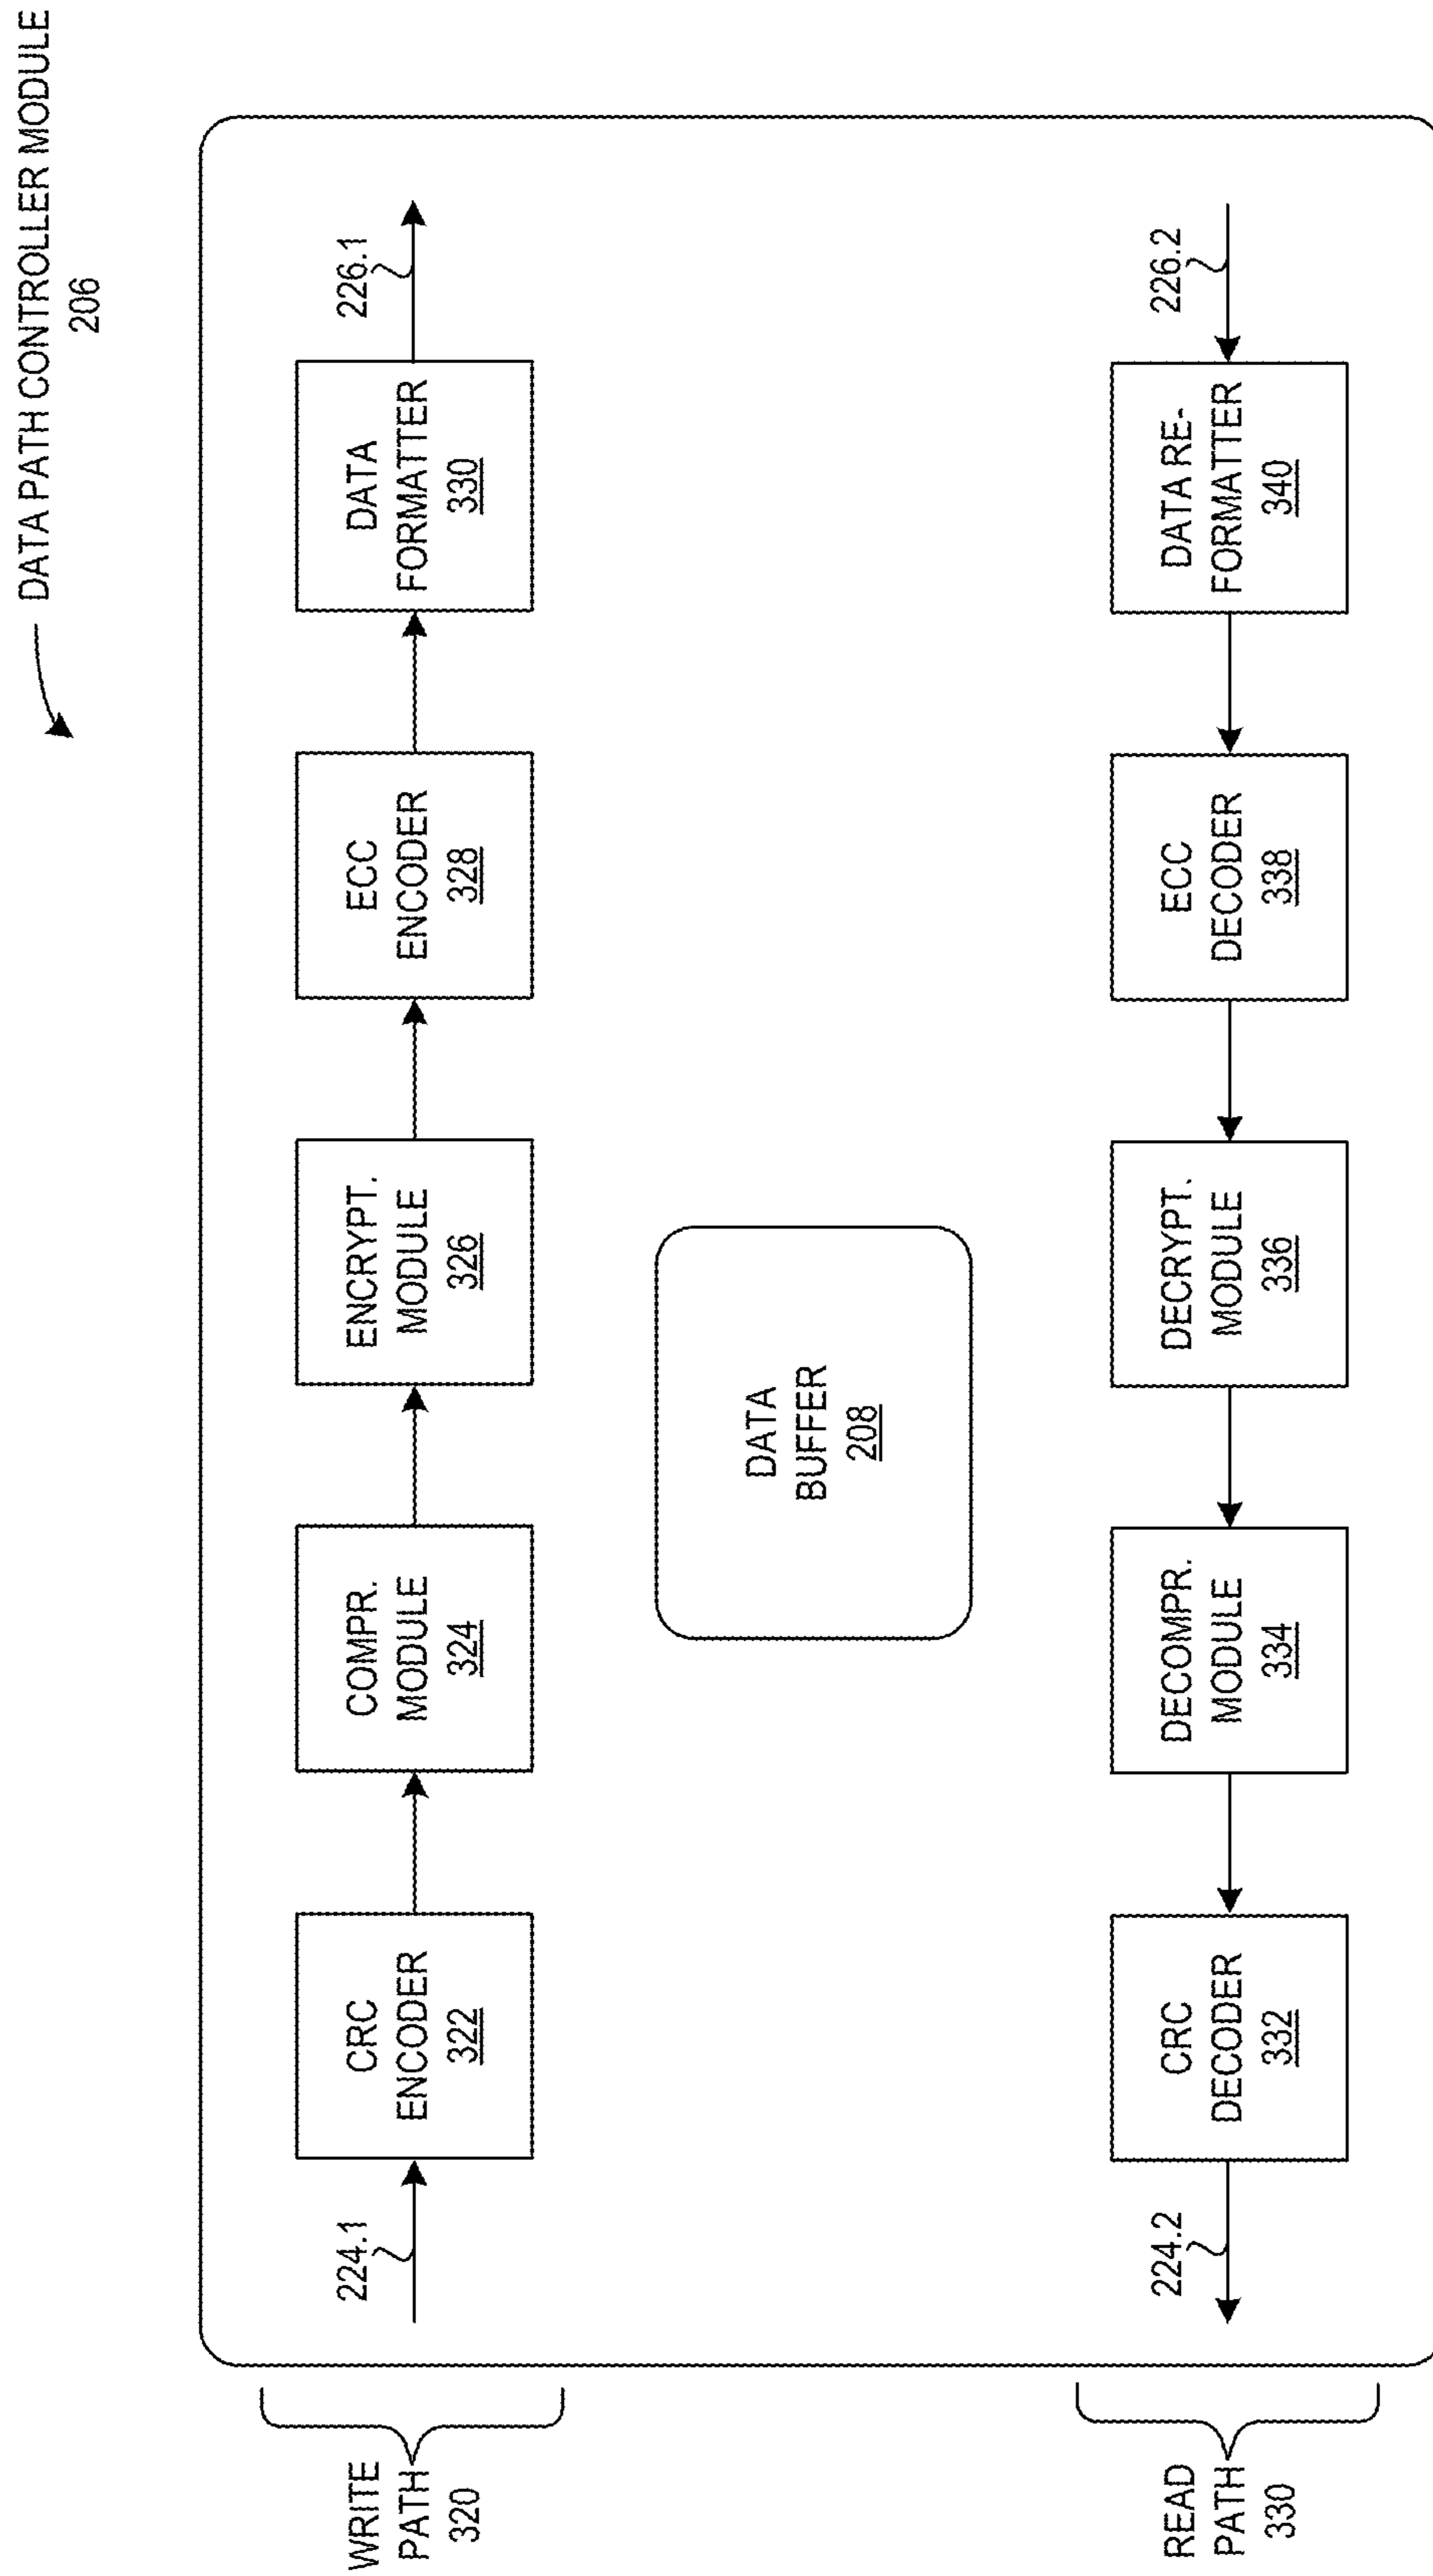 DATA PATH CONTROLLER MODULE
206
WRITE
PATH
320
224.1
CRC
ENCODER
322
COMPR.
MODULE
324
ENCRYPT.
MODULE
326
ECC
ENCODER
328
DATA
FORMATTER
330
226.1
DATA
BUFFER
208
READ
PATH
330
224.2
CRC
DECODER
332
DECOMPR.
MODULE
334
DECRYPT.
MODULE
336
ECC
DECODER
338
DATA RE-
FORMATTER
340
226.2